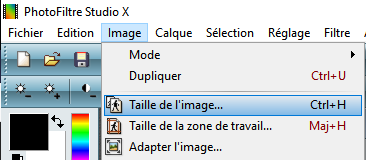 PhotoFiltre Studio X
Fichier Edition Image Calque Sélection Réglage Filtre
Mode
Dupliquer Ctrl+U
Taille de l'image... Ctrl+H
Taille de la zone de travail... Maj+H
Adapter l'image...